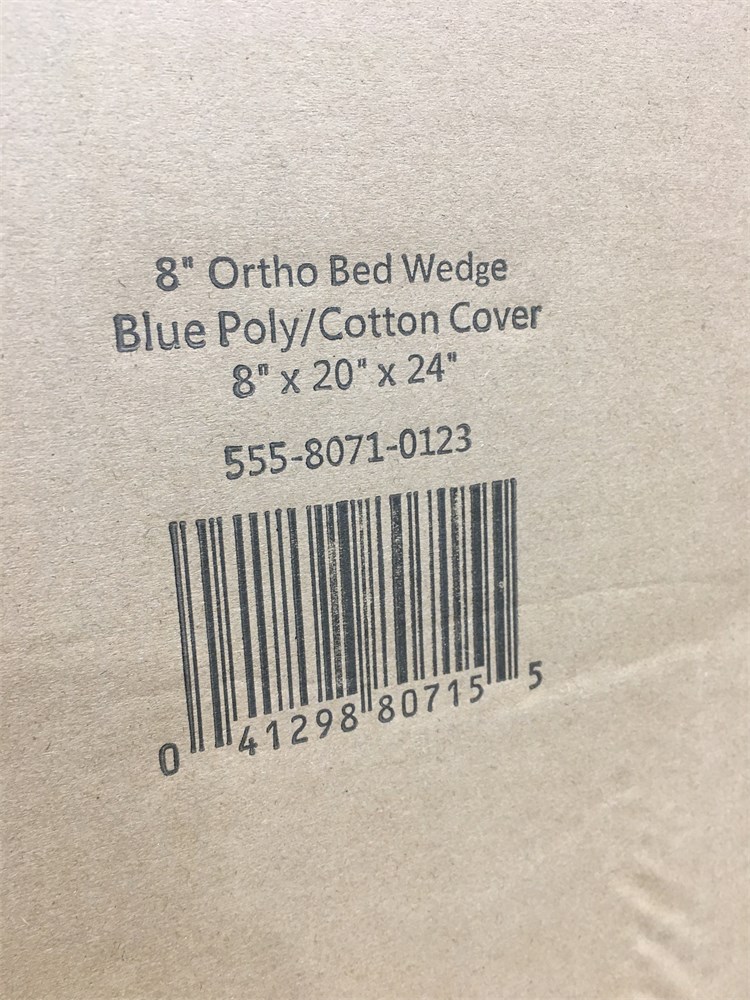 8" Ortho Bed Wedge
Blue Poly/Cotton Cover
8" x 20" x 24"
555-8071-0123
0 41298 80715 5